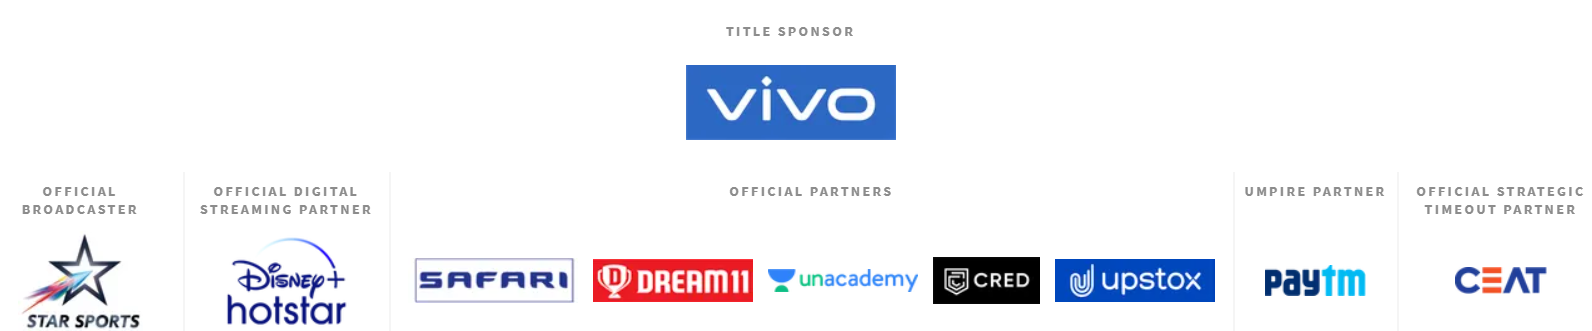 TITLE SPONSOR
vivo
OFFICIAL
BROADCASTER
STAR SPORTS
OFFICIAL DIGITAL
STREAMING PARTNER
Disney+
hotstar
OFFICIAL PARTNERS
SAFARI
DREAM11
unacademy
CRED
upstox
UMPIRE PARTNER
paytm
OFFICIAL STRATEGIC
TIMEOUT PARTNER
CEAT